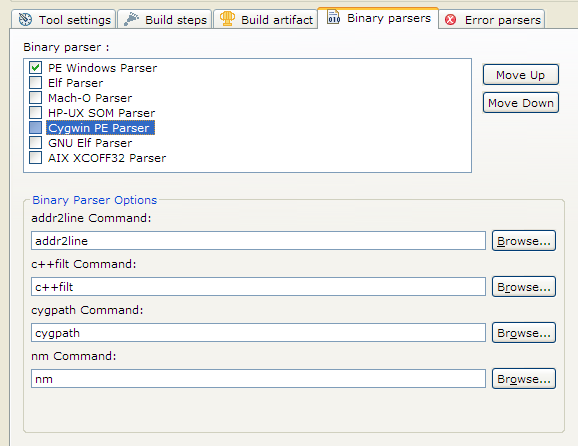 Tool settings Build steps Build artifact Binary parsers Error parsers
Binary parser :
PE Windows Parser
Elf Parser
Mach-O Parser
HP-UX SOM Parser
Cygwin PE Parser
GNU Elf Parser
AIX XCOFF32 Parser
Move Up
Move Down
Binary Parser Options
addr2line Command:
addr2line Browse...
c++filt Command:
c++filt Browse...
cygpath Command:
cygpath Browse...
nm Command:
nm Browse...